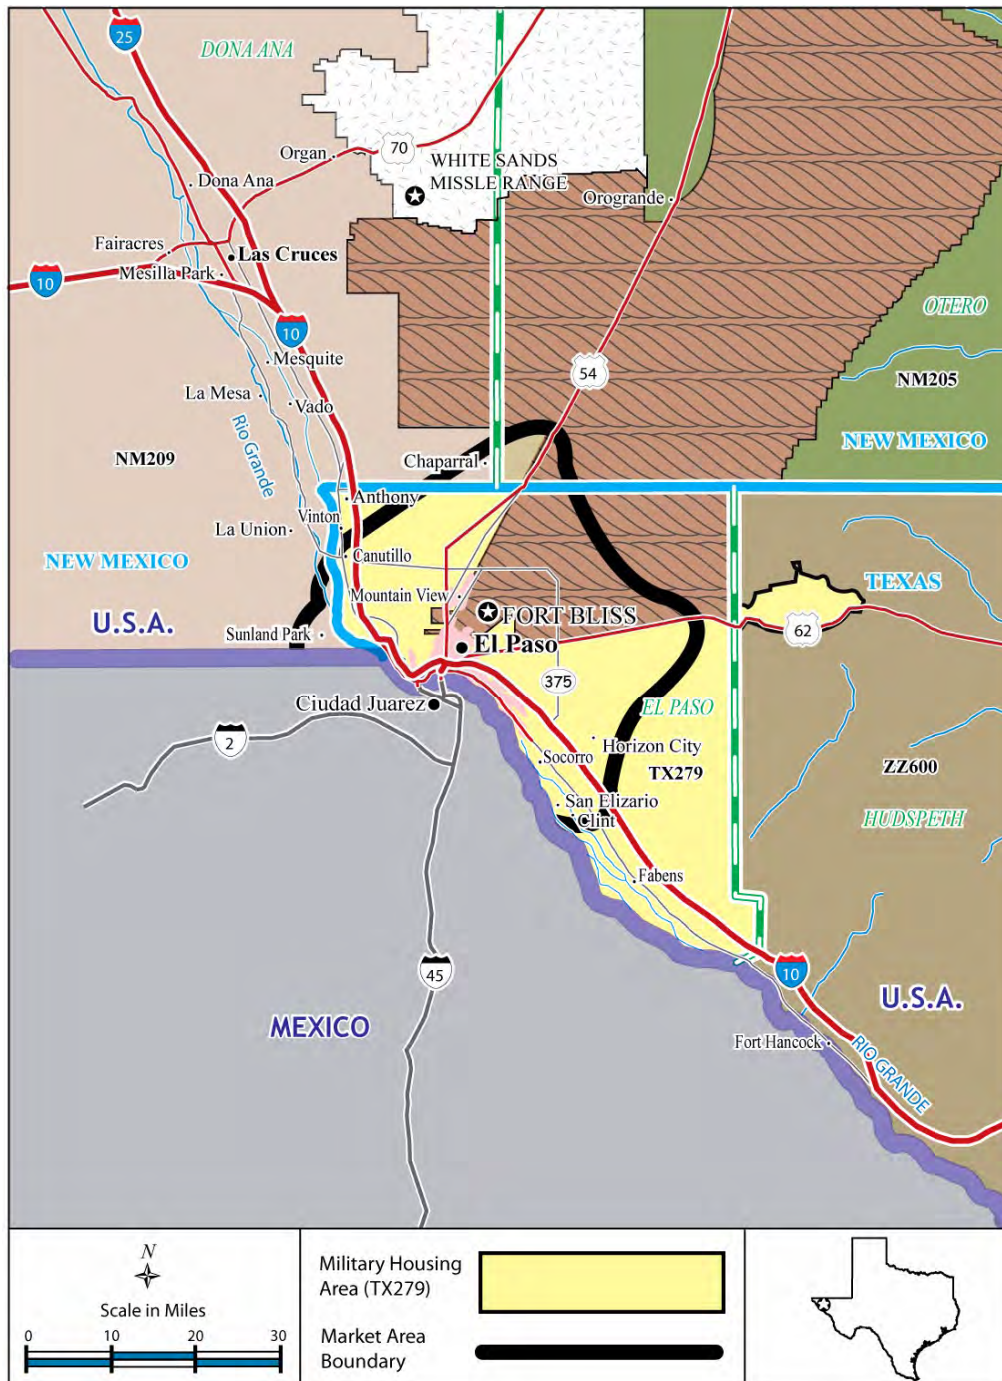 25
DONA ANA
Organ
70
WHITE SANDS
MISSLE RANGE
Dona Ana
Orogrande
Fairacres
Las Cruces
Mesilla Park
10
OTERO
10
Mesquite
54
NM205
La Mesa
Vado
Rio Grande
NEW MEXICO
NM209
Chaparral
Anthony
Vinton
La Union
Canutillo
NEW MEXICO
TEXAS
Mountain View
U.S.A.
FORT BLISS
62
Sunland Park
El Paso
375
Ciudad Juarez
EL PASO
2
Horizon City
Socorro
TX279
ZZ600
San Elizario
Clint
HUDSPETH
Fabens
45
10
U.S.A.
MEXICO
Fort Hancock
RIO GRANDE
N
Scale in Miles
0 10 20 30
Military Housing
Area (TX279)
Market Area
Boundary